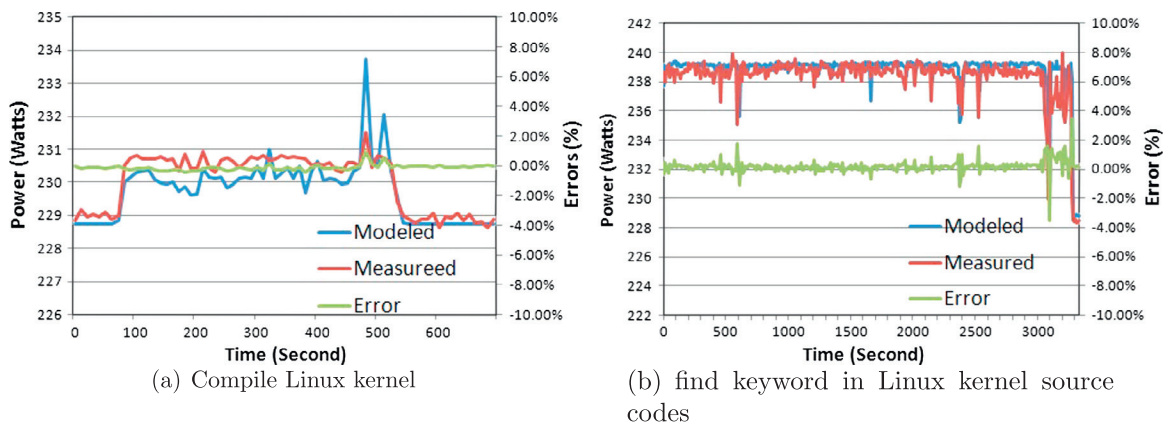 235
234
233
232
231
230
229
228
227
226
Power (Watts)
10.00%
8.00%
6.00%
4.00%
2.00%
0.00%
-2.00%
-4.00%
-6.00%
-8.00%
-10.00%
Errors (%)
Modeled
Measureed
Error
0 100 200 300 400 500 600
Time (Second)
(a) Compile Linux kernel
242
240
238
236
234
232
230
228
226
224
222
Power (Watts)
10.00%
8.00%
6.00%
4.00%
2.00%
0.00%
-2.00%
-4.00%
-6.00%
-8.00%
-10.00%
Error (%)
Modeled
Measured
Error
0 500 1000 1500 2000 2500 3000
Time (Second)
(b) find keyword in Linux kernel source
codes